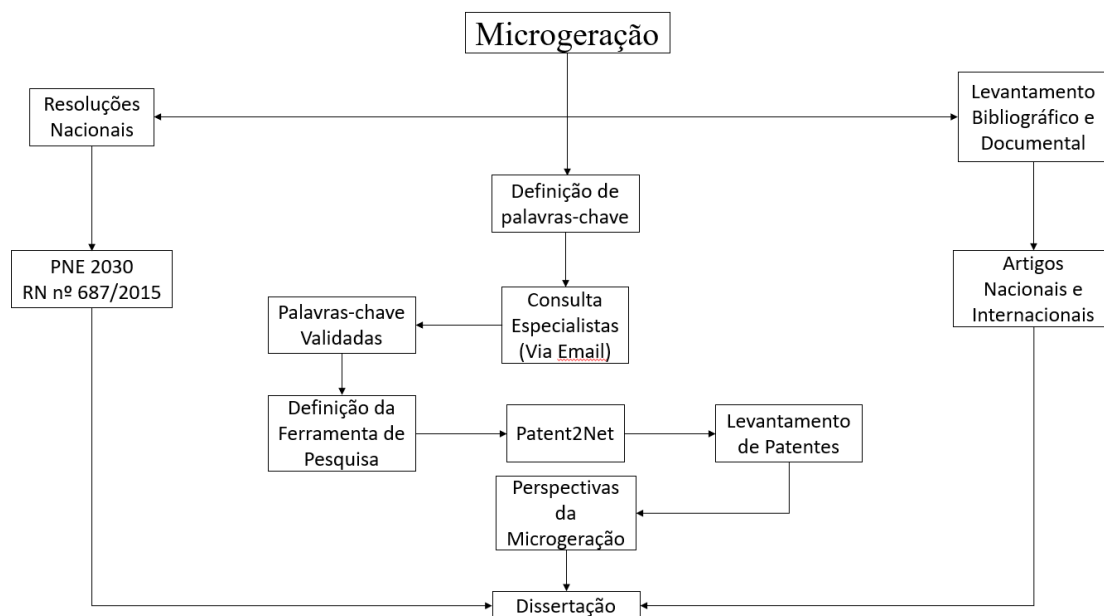 Microgeração
Resoluções
Nacionais
Levantamento
Bibliográfico e
Documental
Definição de
palavras-chave
PNE 2030
RN nº 687/2015
Artigos
Nacionais e
Internacionais
Consulta
Especialistas
(Via Email)
Palavras-chave
Validadas
Definição da
Ferramenta de
Pesquisa
Patent2Net
Levantamento
de Patentes
Perspectivas
da
Microgeração
Dissertação